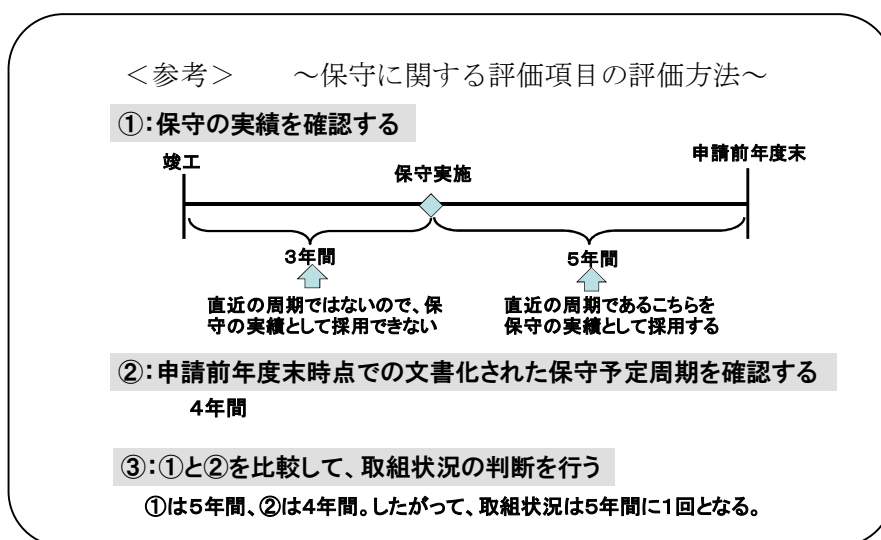 <参考> ~保守に関する評価項目の評価方法~
①:保守の実績を確認する
竣工
保守実施
申請前年度末
3年間
5年間
直近の周期ではないので、保
守の実績として採用できない
直近の周期であるこちらを
保守の実績として採用する
②:申請前年度末時点での文書化された保守予定周期を確認する
4年間
③:①と②を比較して、取組状況の判断を行う
①は5年間、②は4年間。したがって、取組状況は5年間に1回となる。